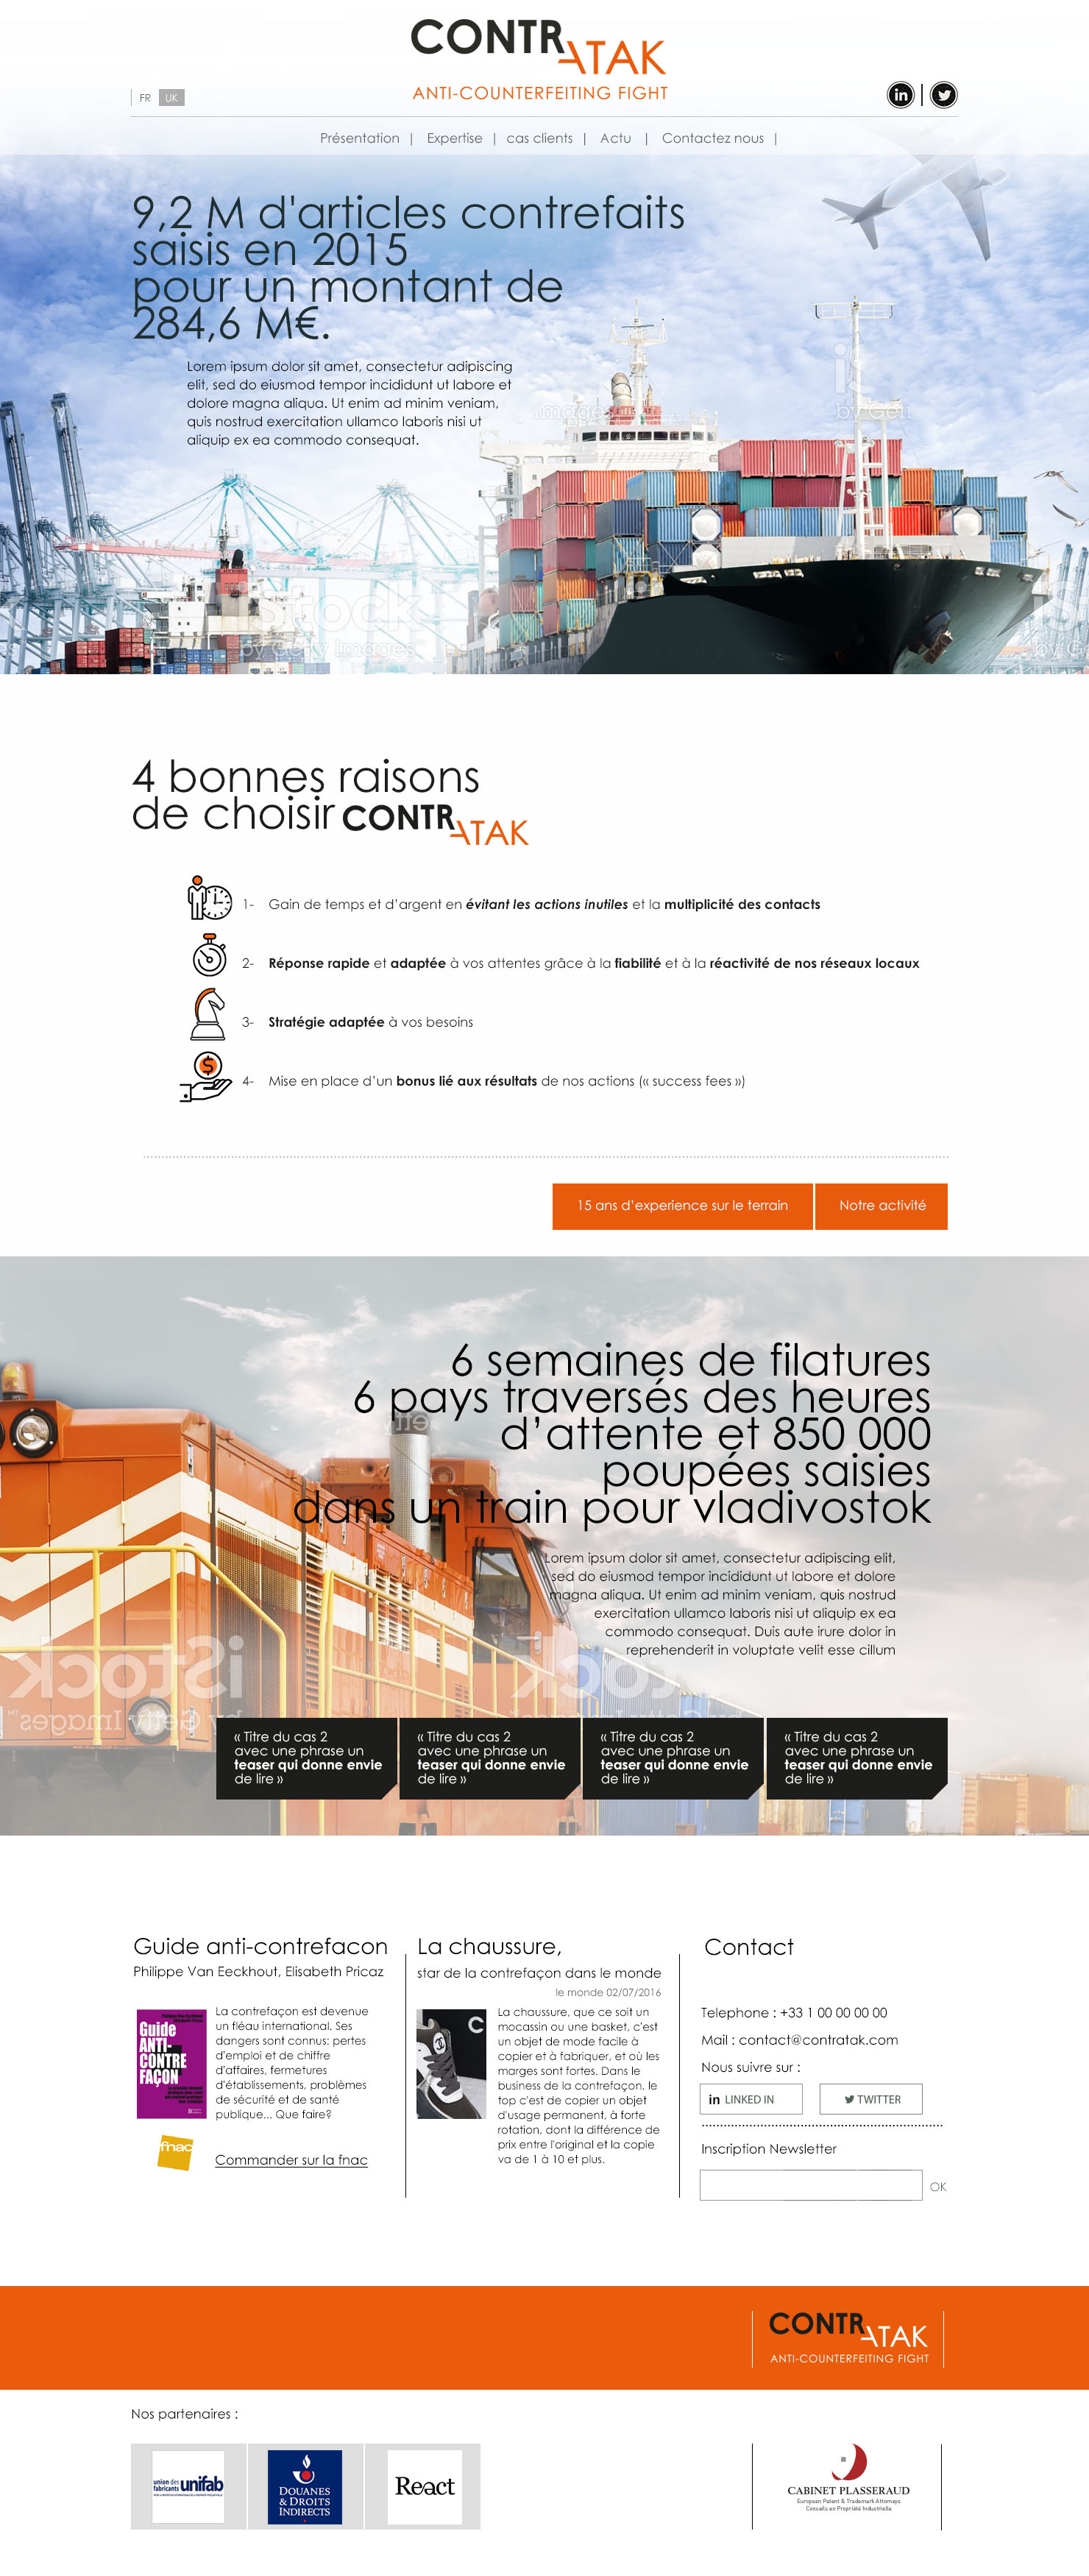 CONTR
ATAK
ANTI-COUNTERFEITING FIGHT
FR UK
in
Présentation | Expertise | cas clients | Actu | Contactez nous |
9,2 M d'articles contrefaits
saisis en 2015
pour un montant de
284,6 M€.
Lorem ipsum dolor sit amet, consectetur adipiscing
elit, sed do eiusmod tempor incididunt ut labore et
dolore magna aliqua. Ut enim ad minim veniam,
quis nostrud exercitation ullamco laboris nisi ut
aliquip ex ea commodo consequat.
iStock
by Getty Images™
4 bonnes raisons
de choisir CONTR
ATAK
1- Gain de temps et d’argent en évitant les actions inutiles et la multiplicité des contacts
2- Réponse rapide et adaptée à vos attentes grâce à la fiabilité et à la réactivité de nos réseaux locaux
3- Stratégie adaptée à vos besoins
4- Mise en place d’un bonus lié aux résultats de nos actions (« success fees »)
15 ans d’experience sur le terrain
Notre activité
6 semaines de filatures
6 pays traversés des heures
d’attente et 850 000
poupées saisies
dans un train pour vladivostok
Lorem ipsum dolor sit amet, consectetur adipiscing elit,
sed do eiusmod tempor incididunt ut labore et dolore
magna aliqua. Ut enim ad minim veniam, quis nostrud
exercitation ullamco laboris nisi ut aliquip ex ea
commodo consequat. Duis aute irure dolor in
reprehenderit in voluptate velit esse cillum
iStock
by Getty Images™
« Titre du cas 2
avec une phrase un
teaser qui donne envie
de lire »
« Titre du cas 2
avec une phrase un
teaser qui donne envie
de lire »
« Titre du cas 2
avec une phrase un
teaser qui donne envie
de lire »
« Titre du cas 2
avec une phrase un
teaser qui donne envie
de lire »
Guide anti-contrefacon
Philippe Van Eeckhout, Elisabeth Pricaz
Guide
ANTI-
CONTRE
FAÇON
La contrefaçon est devenue
un fléau international. Ses
dangers sont connus: pertes
d'emploi et de chiffre
d'affaires, fermetures
d'établissements, problèmes
de sécurité et de santé
publique... Que faire?
fnac
Commander sur la fnac
La chaussure,
star de la contrefaçon dans le monde
le monde 02/07/2016
La chaussure, que ce soit un
mocassin ou une basket, c'est
un objet de mode facile à
copier et à fabriquer, et où les
marges sont fortes. Dans le
business de la contrefaçon, le
top c'est de copier un objet
d'usage permanent, à forte
rotation, dont la différence de
prix entre l'original et la copie
va de 1 à 10 et plus.
Contact
Telephone : +33 1 00 00 00 00
Mail : contact@contratak.com
Nous suivre sur :
in LINKED IN
TWITTER
Inscription Newsletter
OK
CONTR
ATAK
ANTI-COUNTERFEITING FIGHT
Nos partenaires :
union des
fabricants unifab
DOUANES
& DROITS
INDIRECTS
React
CABINET PLASSERAUD
European Patent & Trademark Attorneys
Conseils en Propriété Industrielle